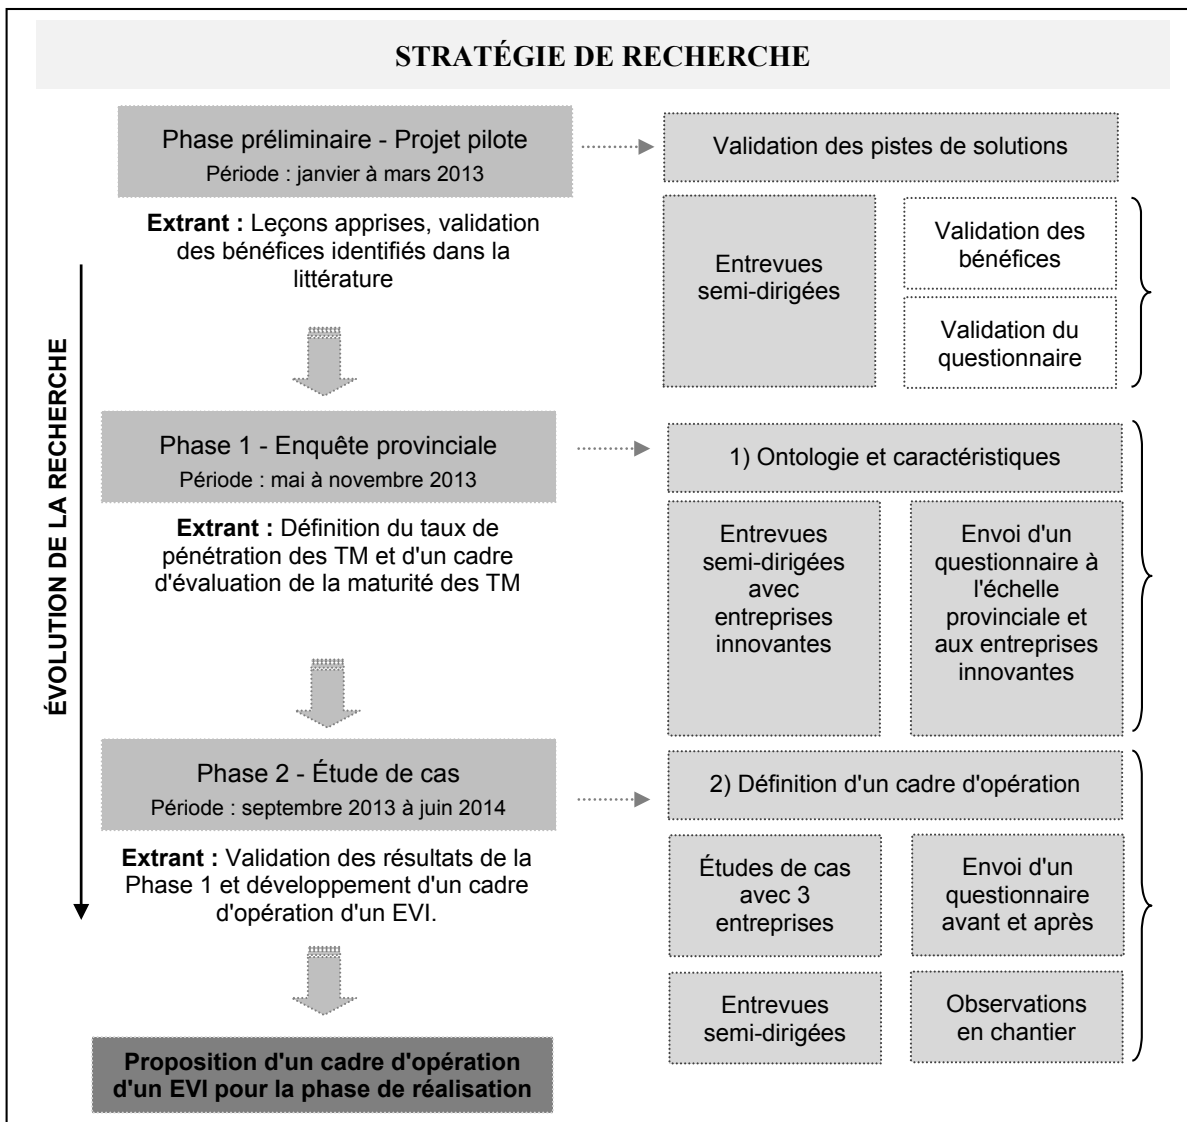 STRATÉGIE DE RECHERCHE
ÉVOLUTION DE LA RECHERCHE
Phase préliminaire - Projet pilote
Période : janvier à mars 2013
Extrant : Leçons apprises, validation
des bénéfices identifiés dans la
littérature
Validation des pistes de solutions
Entrevues
semi-dirigées
Validation des
bénéfices
Validation du
questionnaire
Phase 1 - Enquête provinciale
Période : mai à novembre 2013
Extrant : Définition du taux de
pénétration des TM et d'un cadre
d'évaluation de la maturité des TM
1) Ontologie et caractéristiques
Entrevues
semi-dirigées
avec
entreprises
innovantes
Envoi d'un
questionnaire à
l'échelle
provinciale et
aux entreprises
innovantes
Phase 2 - Étude de cas
Période : septembre 2013 à juin 2014
Extrant : Validation des résultats de la
Phase 1 et développement d'un cadre
d'opération d'un EVI.
2) Définition d'un cadre d'opération
Études de cas
avec 3
entreprises
Envoi d'un
questionnaire
avant et après
Entrevues
semi-dirigées
Observations
en chantier
Proposition d'un cadre d'opération
d'un EVI pour la phase de réalisation